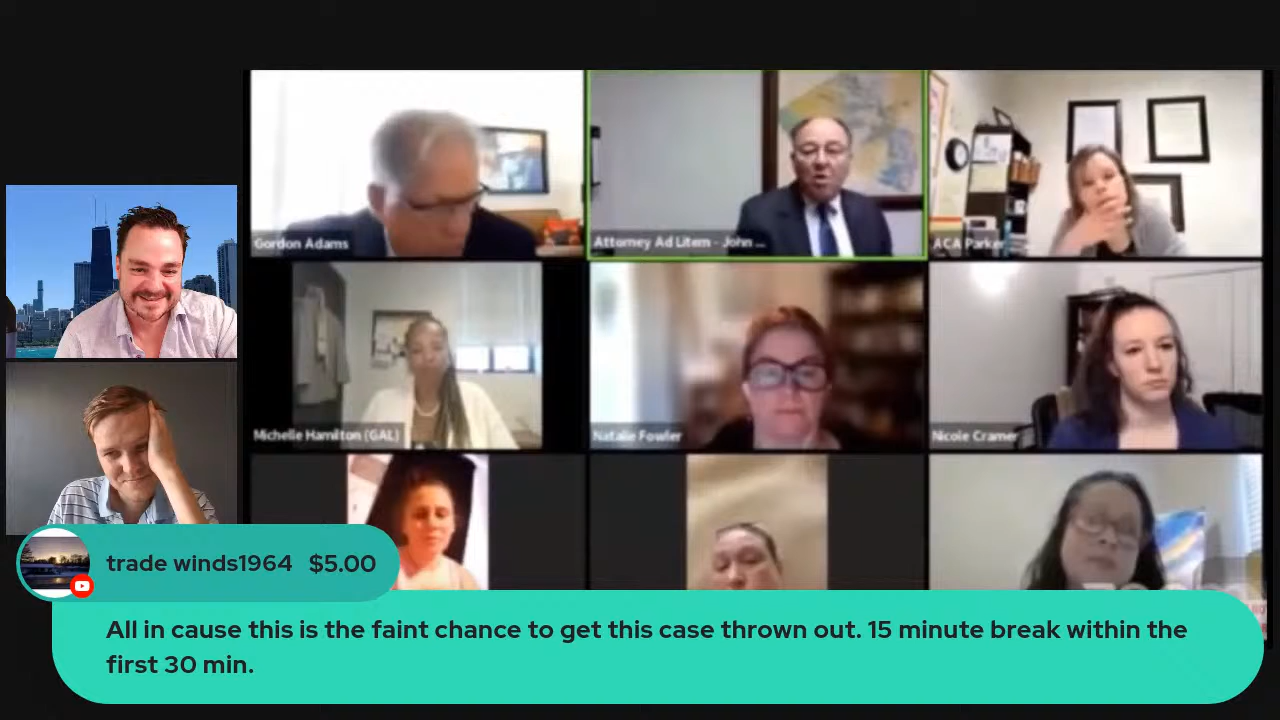 Gordon Adams
Attorney Ad Litem - John ...
ACA Parker
Michelle Hamilton (GAL)
Natalie Fowler
Nicole Cramer
trade winds1964 $5.00
All in cause this is the faint chance to get this case thrown out. 15 minute break within the
first 30 min.